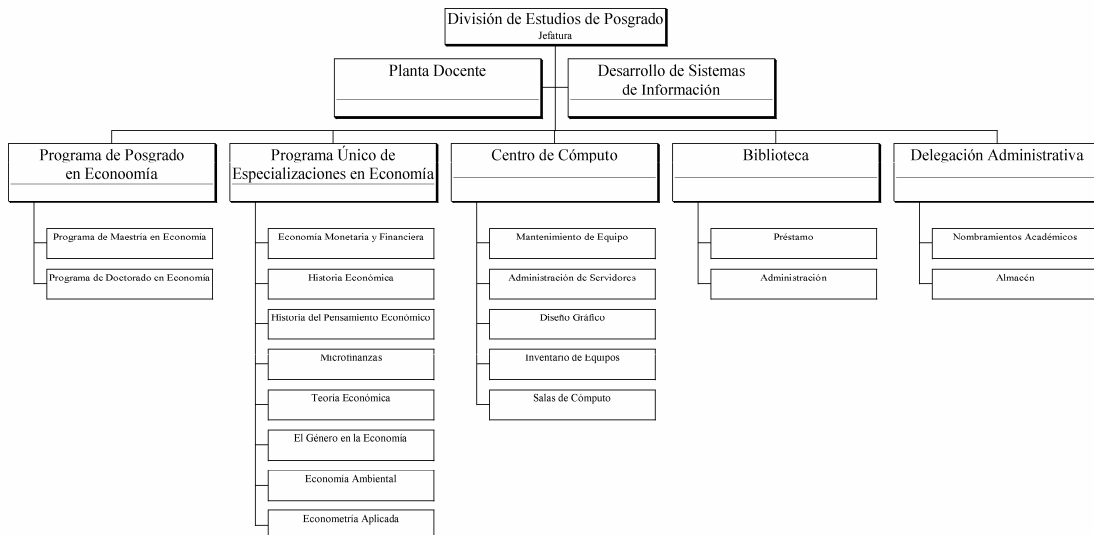 División de Estudios de Posgrado
Jefatura
Planta Docente
Desarrollo de Sistemas
de Información
Programa de Posgrado
en Econoomía
Programa Único de
Especializaciones en Economía
Centro de Cómputo
Biblioteca
Delegación Administrativa
Programa de Maestría en Economía
Programa de Doctorado en Economía
Economía Monetaria y Financiera
Historia Económica
Historia del Pensamiento Económico
Microfinanzas
Teoría Económica
El Género en la Economía
Economía Ambiental
Econometría Aplicada
Mantenimiento de Equipo
Administración de Servidores
Diseño Gráfico
Inventario de Equipos
Salas de Cómputo
Préstamo
Administración
Nombramientos Académicos
Almacén